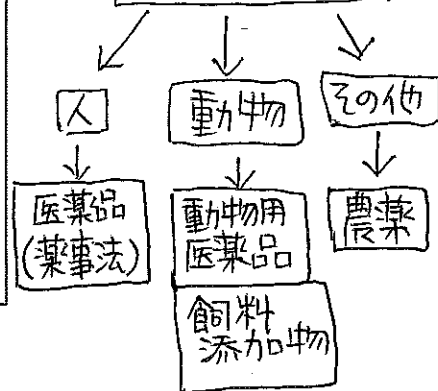 人
動物
その他
医薬品
(薬事法)
動物用
医薬品
農薬
飼料
添加物